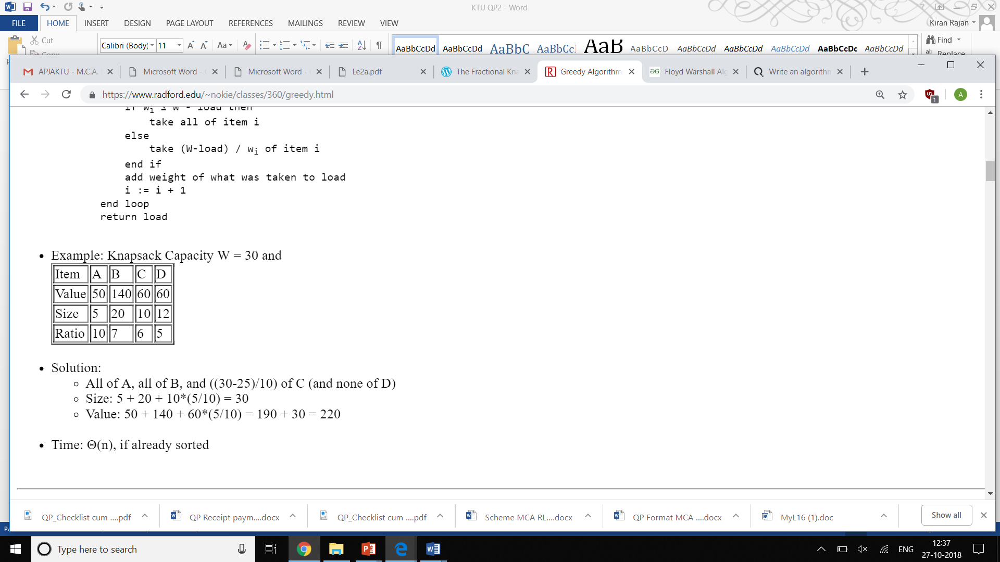 KTU QP2 - Word
FILE HOME INSERT DESIGN PAGE LAYOUT REFERENCES MAILINGS REVIEW VIEW
Kiran Rajan
Cut
Calibri (Body) 11
Aa
AaBbCcDd AaBbCcDd AaBbC AaBbCc AaB AaBbCcD AaBbCcDd AaBbCcDd AaBbCcDd AaBbCcDc AaBbCcDd
Find
Replace
Copy
APJAKTU - M.C.A.
Microsoft Word -
Microsoft Word -
Le2a.pdf
The Fractional Kna
Greedy Algorithm
Floyd Warshall Alg
Write an algorithm
https://www.radford.edu/~nokie/classes/360/greedy.html
if wi ≤ W - load then
take all of item i
else
take (W-load) / wi of item i
end if
add weight of what was taken to load
i := i + 1
end loop
return load
• Example: Knapsack Capacity W = 30 and
Item A B C D
Value 50 140 60 60
Size 5 20 10 12
Ratio 10 7 6 5
• Solution:
All of A, all of B, and ((30-25)/10) of C (and none of D)
Size: 5 + 20 + 10*(5/10) = 30
Value: 50 + 140 + 60*(5/10) = 190 + 30 = 220
• Time: Θ(n), if already sorted
QP_Checklist cum ....pdf
QP Receipt paym....docx
QP_Checklist cum ....pdf
Scheme MCA RL....docx
QP Format MCA ....docx
MyL16 (1).doc
Show all
Type here to search
ENG
12:37
27-10-2018